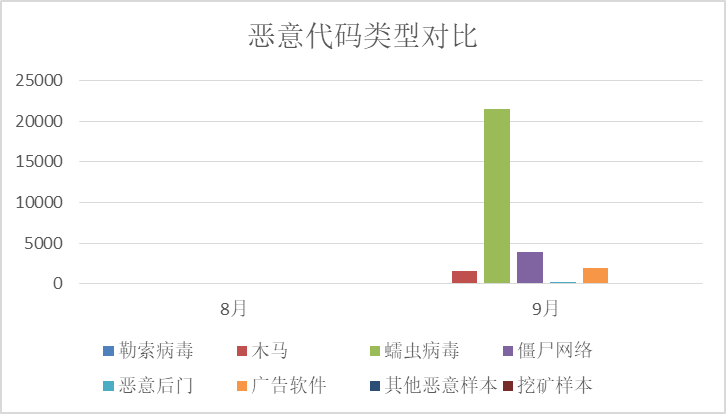 恶意代码类型对比
25000
20000
15000
10000
5000
0
8月 9月
勒索病毒 木马 蠕虫病毒 僵尸网络
恶意后门 广告软件 其他恶意样本 挖矿样本